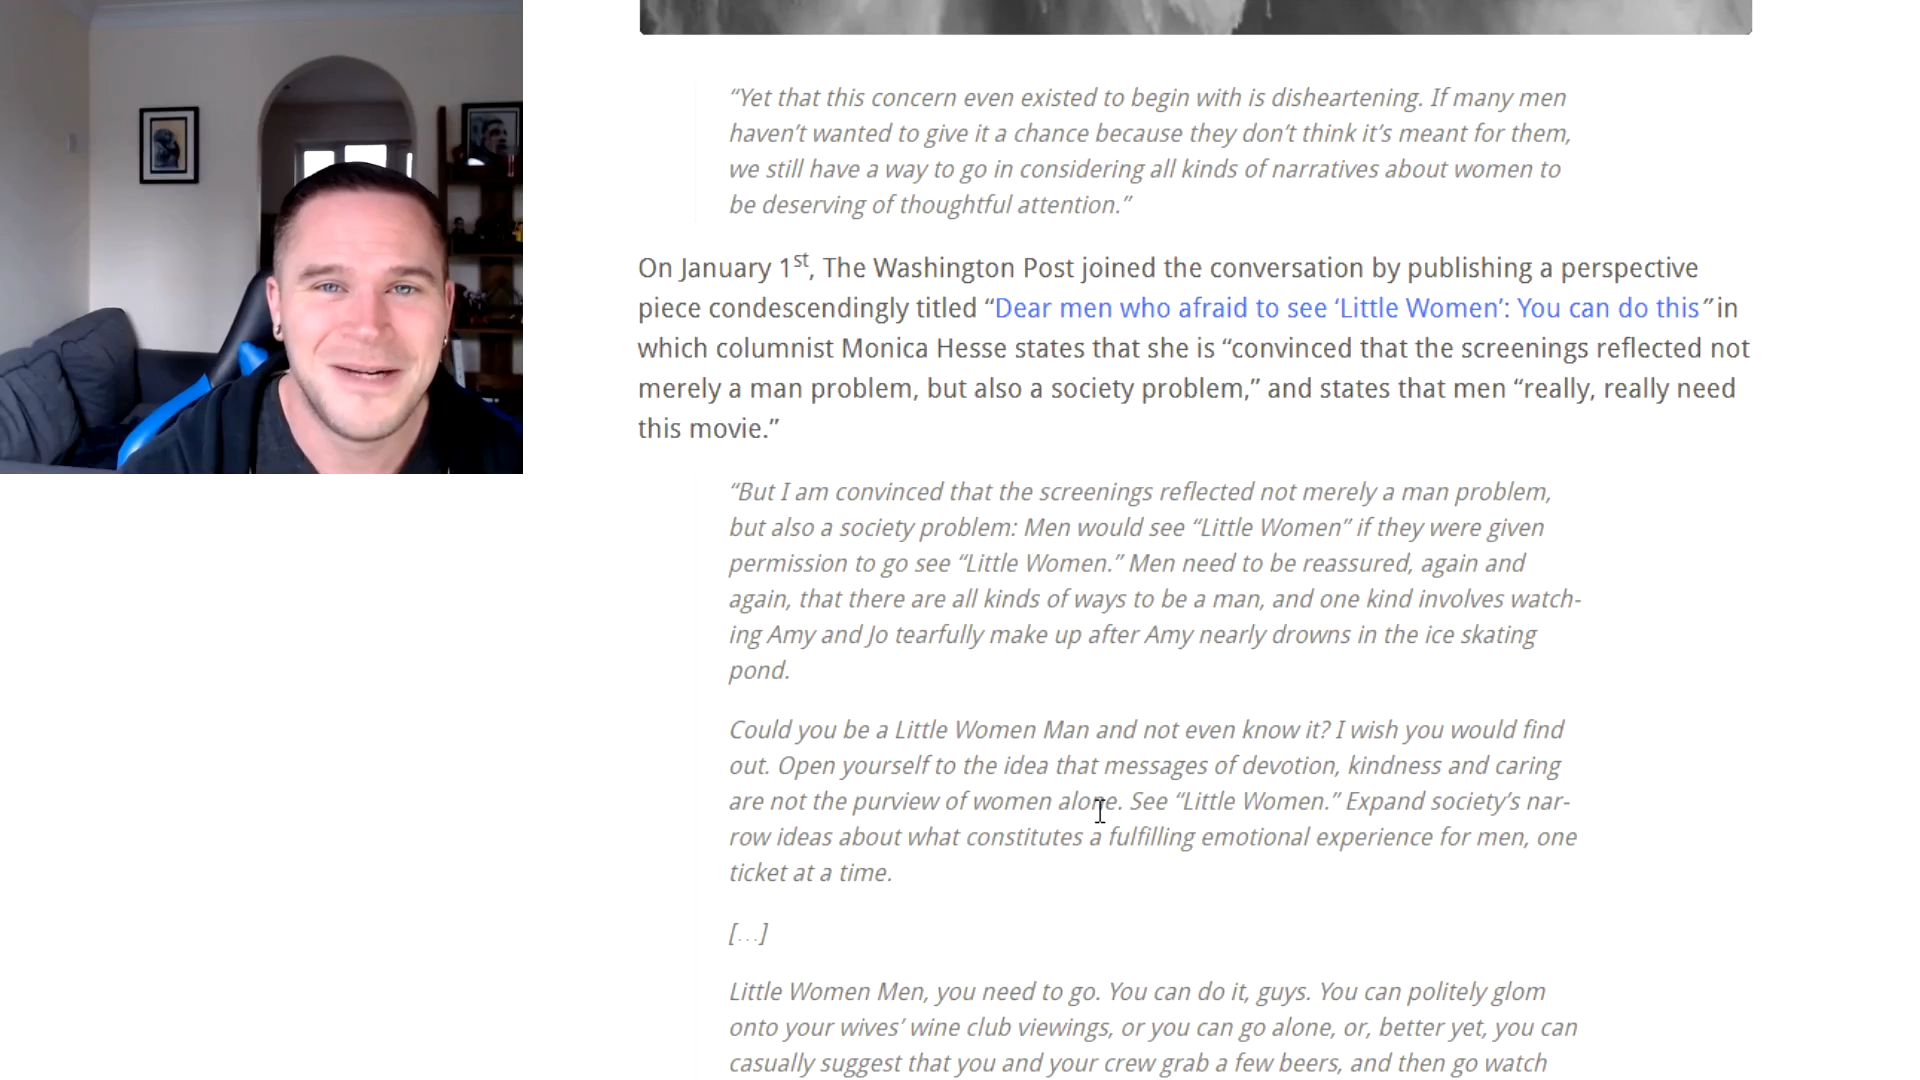 “Yet that this concern even existed to begin with is disheartening. If many men
haven’t wanted to give it a chance because they don’t think it’s meant for them,
we still have a way to go in considering all kinds of narratives about women to
be deserving of thoughtful attention.”
On January 1st, The Washington Post joined the conversation by publishing a perspective
piece condescendingly titled “Dear men who afraid to see ‘Little Women’: You can do this” in
which columnist Monica Hesse states that she is “convinced that the screenings reflected not
merely a man problem, but also a society problem,” and states that men “really, really need
this movie.”
“But I am convinced that the screenings reflected not merely a man problem,
but also a society problem: Men would see “Little Women” if they were given
permission to go see “Little Women.” Men need to be reassured, again and
again, that there are all kinds of ways to be a man, and one kind involves watch-
ing Amy and Jo tearfully make up after Amy nearly drowns in the ice skating
pond.
Could you be a Little Women Man and not even know it? I wish you would find
out. Open yourself to the idea that messages of devotion, kindness and caring
are not the purview of women alone. See “Little Women.” Expand society’s nar-
row ideas about what constitutes a fulfilling emotional experience for men, one
ticket at a time.
[…]
Little Women Men, you need to go. You can do it, guys. You can politely glom
onto your wives’ wine club viewings, or you can go alone, or, better yet, you can
casually suggest that you and your crew grab a few beers, and then go watch